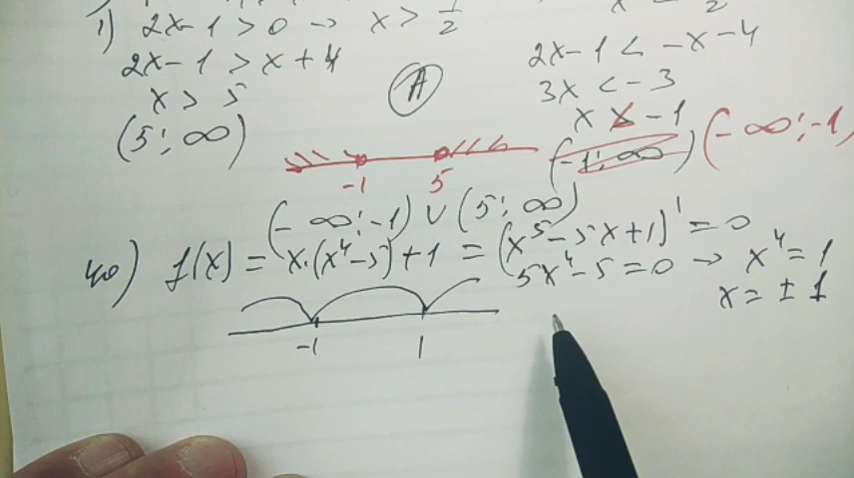 1) 2x - 1 > 0 → x > 1/2
2x - 1 > x + 4
x > 5
(5; ∞)
A
2x - 1 < -x - 4
3x < -3
x < -1
(-1; ∞) (-∞; -1)
-1 5
(-∞; -1) ∪ (5; ∞)
40) f(x) = x·(x⁴-5)+1 = (x⁵-5x+1)' = 0
5x⁴-5=0 → x⁴=1
x = ±1
-1 1